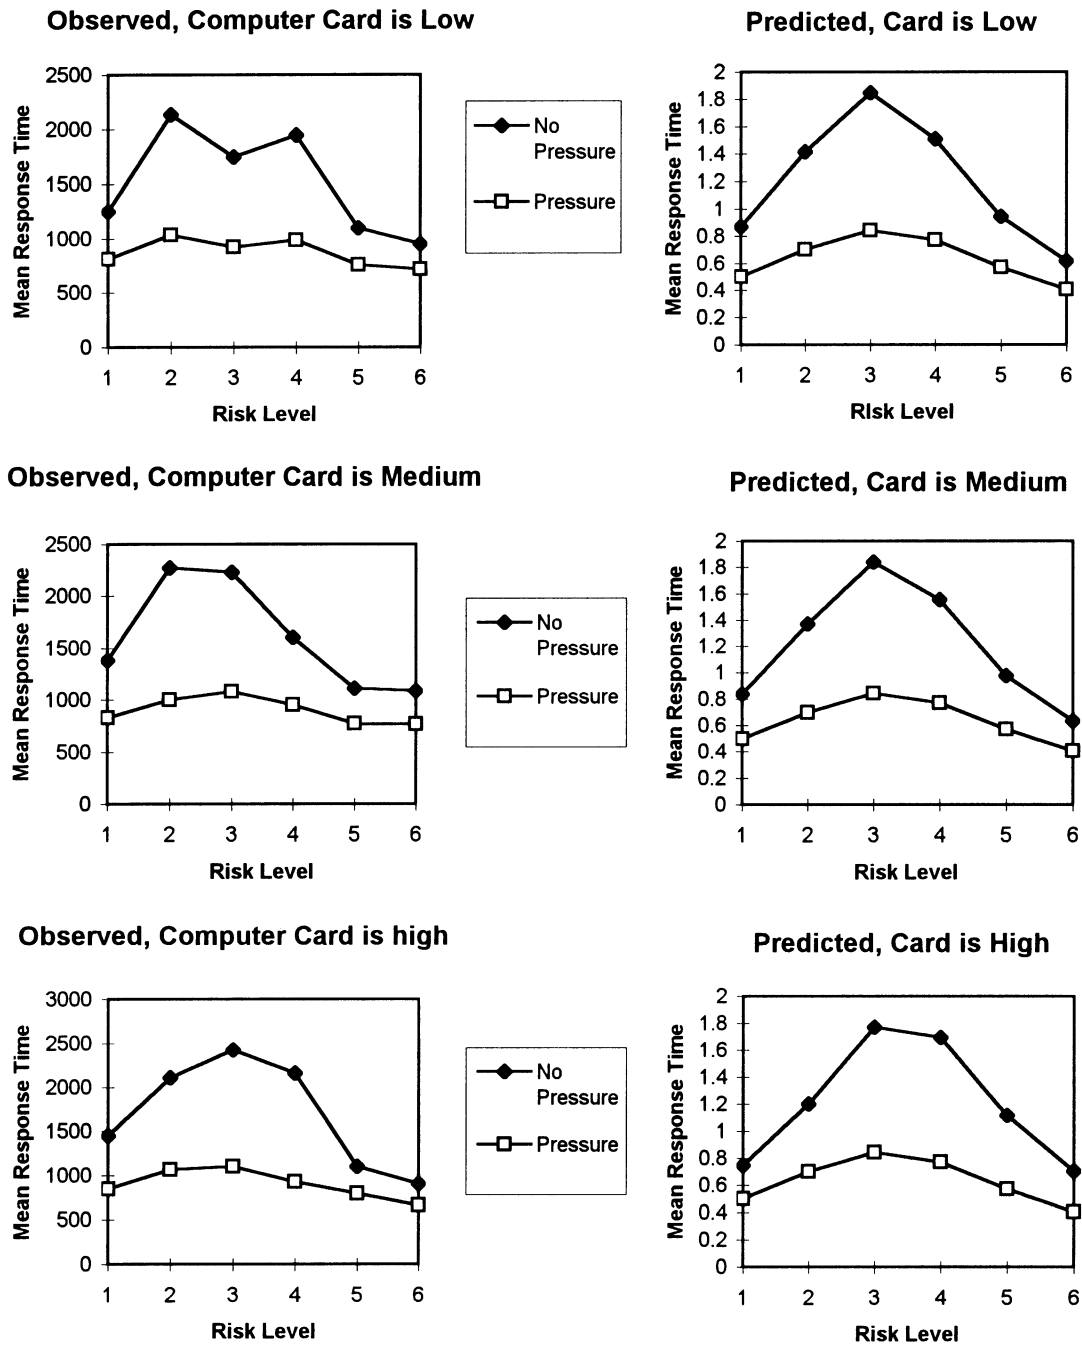 Observed, Computer Card is Low
Mean Response Time
2500
2000
1500
1000
500
0
1 2 3 4 5 6
Risk Level
No
Pressure
Pressure
Predicted, Card is Low
Mean Response Time
2
1.8
1.6
1.4
1.2
1
0.8
0.6
0.4
0.2
0
1 2 3 4 5 6
RIsk Level
Observed, Computer Card is Medium
Mean Response Time
2500
2000
1500
1000
500
0
1 2 3 4 5 6
Risk Level
No
Pressure
Pressure
Predicted, Card is Medium
Mean Response Time
2
1.8
1.6
1.4
1.2
1
0.8
0.6
0.4
0.2
0
1 2 3 4 5 6
Risk Level
Observed, Computer Card is high
Mean Response Time
3000
2500
2000
1500
1000
500
0
1 2 3 4 5 6
Risk Level
No
Pressure
Pressure
Predicted, Card is High
Mean Response Time
2
1.8
1.6
1.4
1.2
1
0.8
0.6
0.4
0.2
0
1 2 3 4 5 6
Risk Level